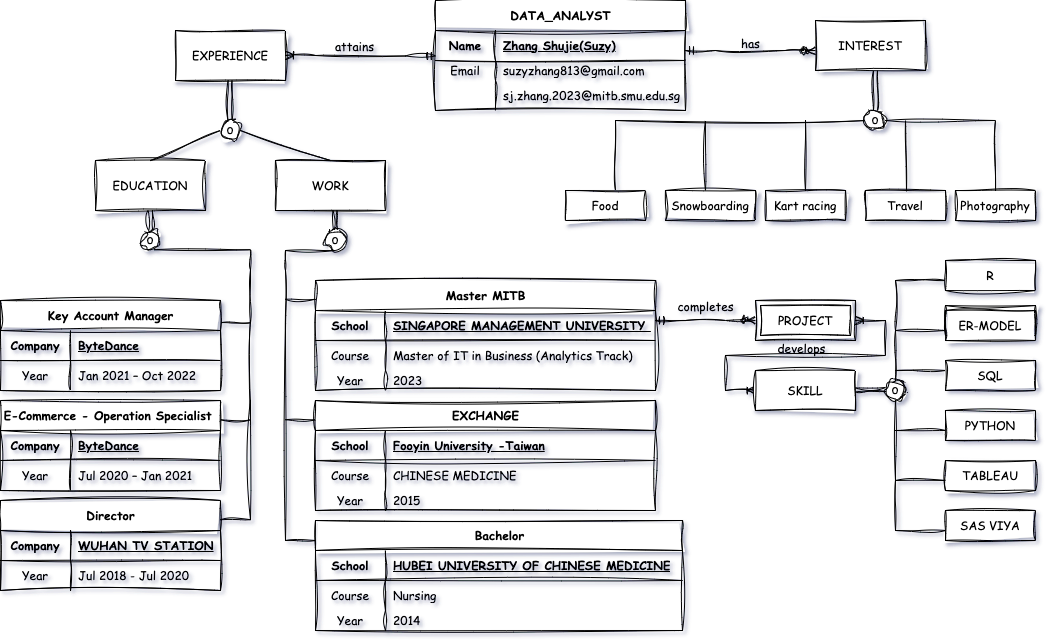 DATA_ANALYST
Name Zhang Shujie(Suzy)
Email suzyzhang813@gmail.com
sj.zhang.2023@mitb.smu.edu.sg
EXPERIENCE
attains
has
INTEREST
EDUCATION
WORK
Food
Snowboarding
Kart racing
Travel
Photography
Key Account Manager
Company ByteDance
Year Jan 2021 – Oct 2022
E-Commerce - Operation Specialist
Company ByteDance
Year Jul 2020 – Jan 2021
Director
Company WUHAN TV STATION
Year Jul 2018 - Jul 2020
Master MITB
School SINGAPORE MANAGEMENT UNIVERSITY
Course Master of IT in Business (Analytics Track)
Year 2023
EXCHANGE
School Fooyin University -Taiwan
Course CHINESE MEDICINE
Year 2015
Bachelor
School HUBEI UNIVERSITY OF CHINESE MEDICINE
Course Nursing
Year 2014
completes
PROJECT
develops
SKILL
R
ER-MODEL
SQL
PYTHON
TABLEAU
SAS VIYA
O
O
O
O
O